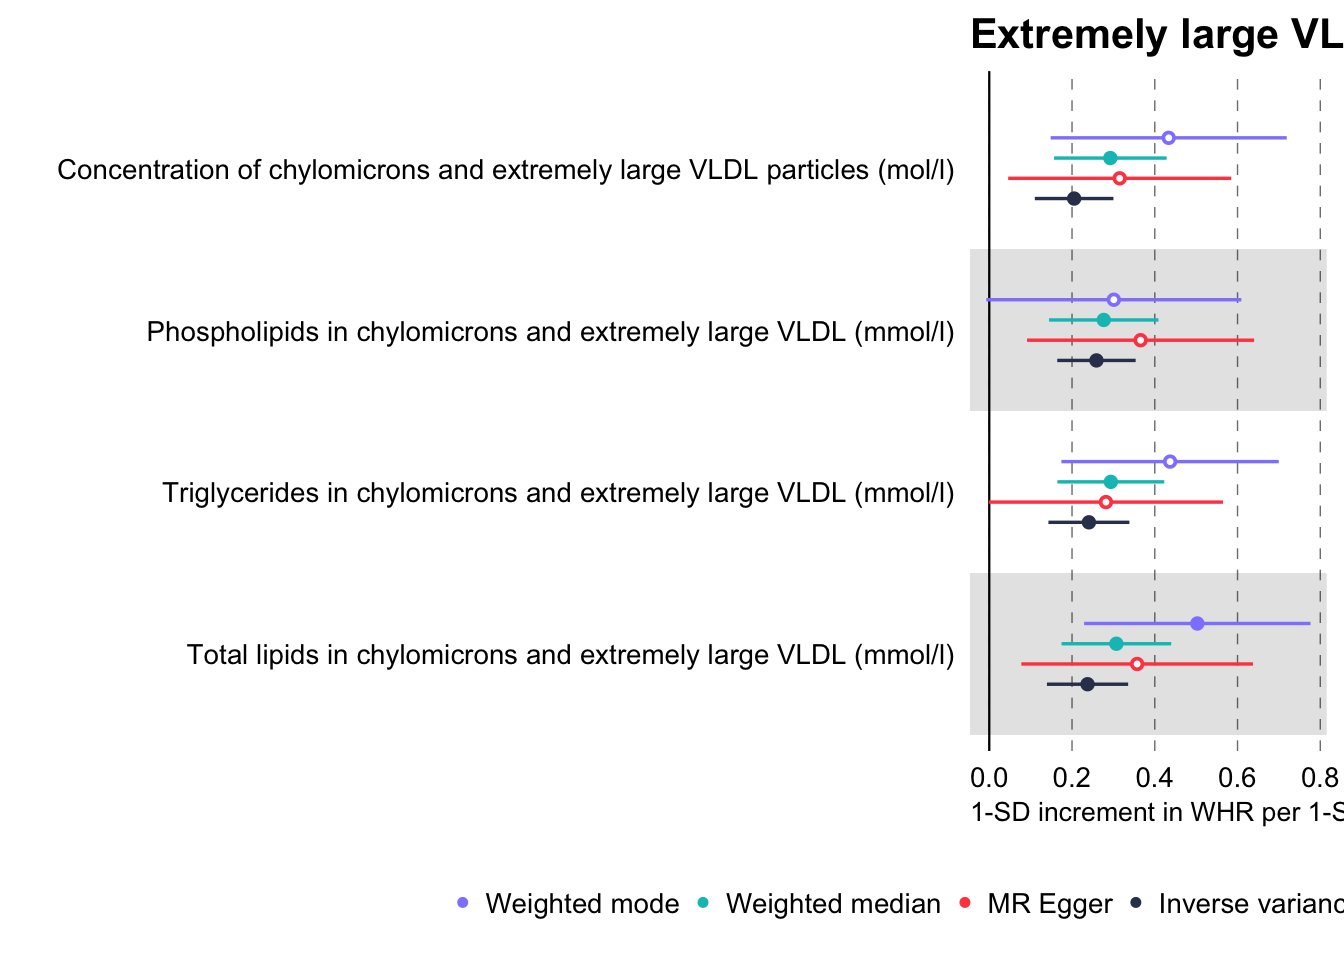 Extremely large VL
Concentration of chylomicrons and extremely large VLDL particles (mol/l)
Phospholipids in chylomicrons and extremely large VLDL (mmol/l)
Triglycerides in chylomicrons and extremely large VLDL (mmol/l)
Total lipids in chylomicrons and extremely large VLDL (mmol/l)
0.0 0.2 0.4 0.6 0.8
1-SD increment in WHR per 1-S
Weighted mode Weighted median MR Egger Inverse varianc